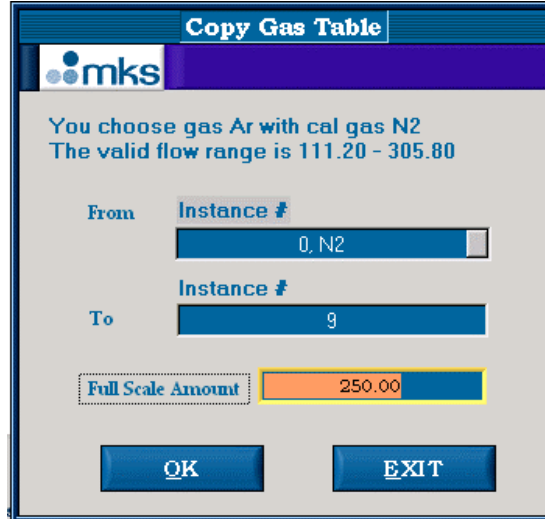 Copy Gas Table
mks
You choose gas Ar with cal gas N2
The valid flow range is 111.20 - 305.80
From
Instance #
0, N2
Instance #
To
9
Full Scale Amount
250.00
OK
EXIT